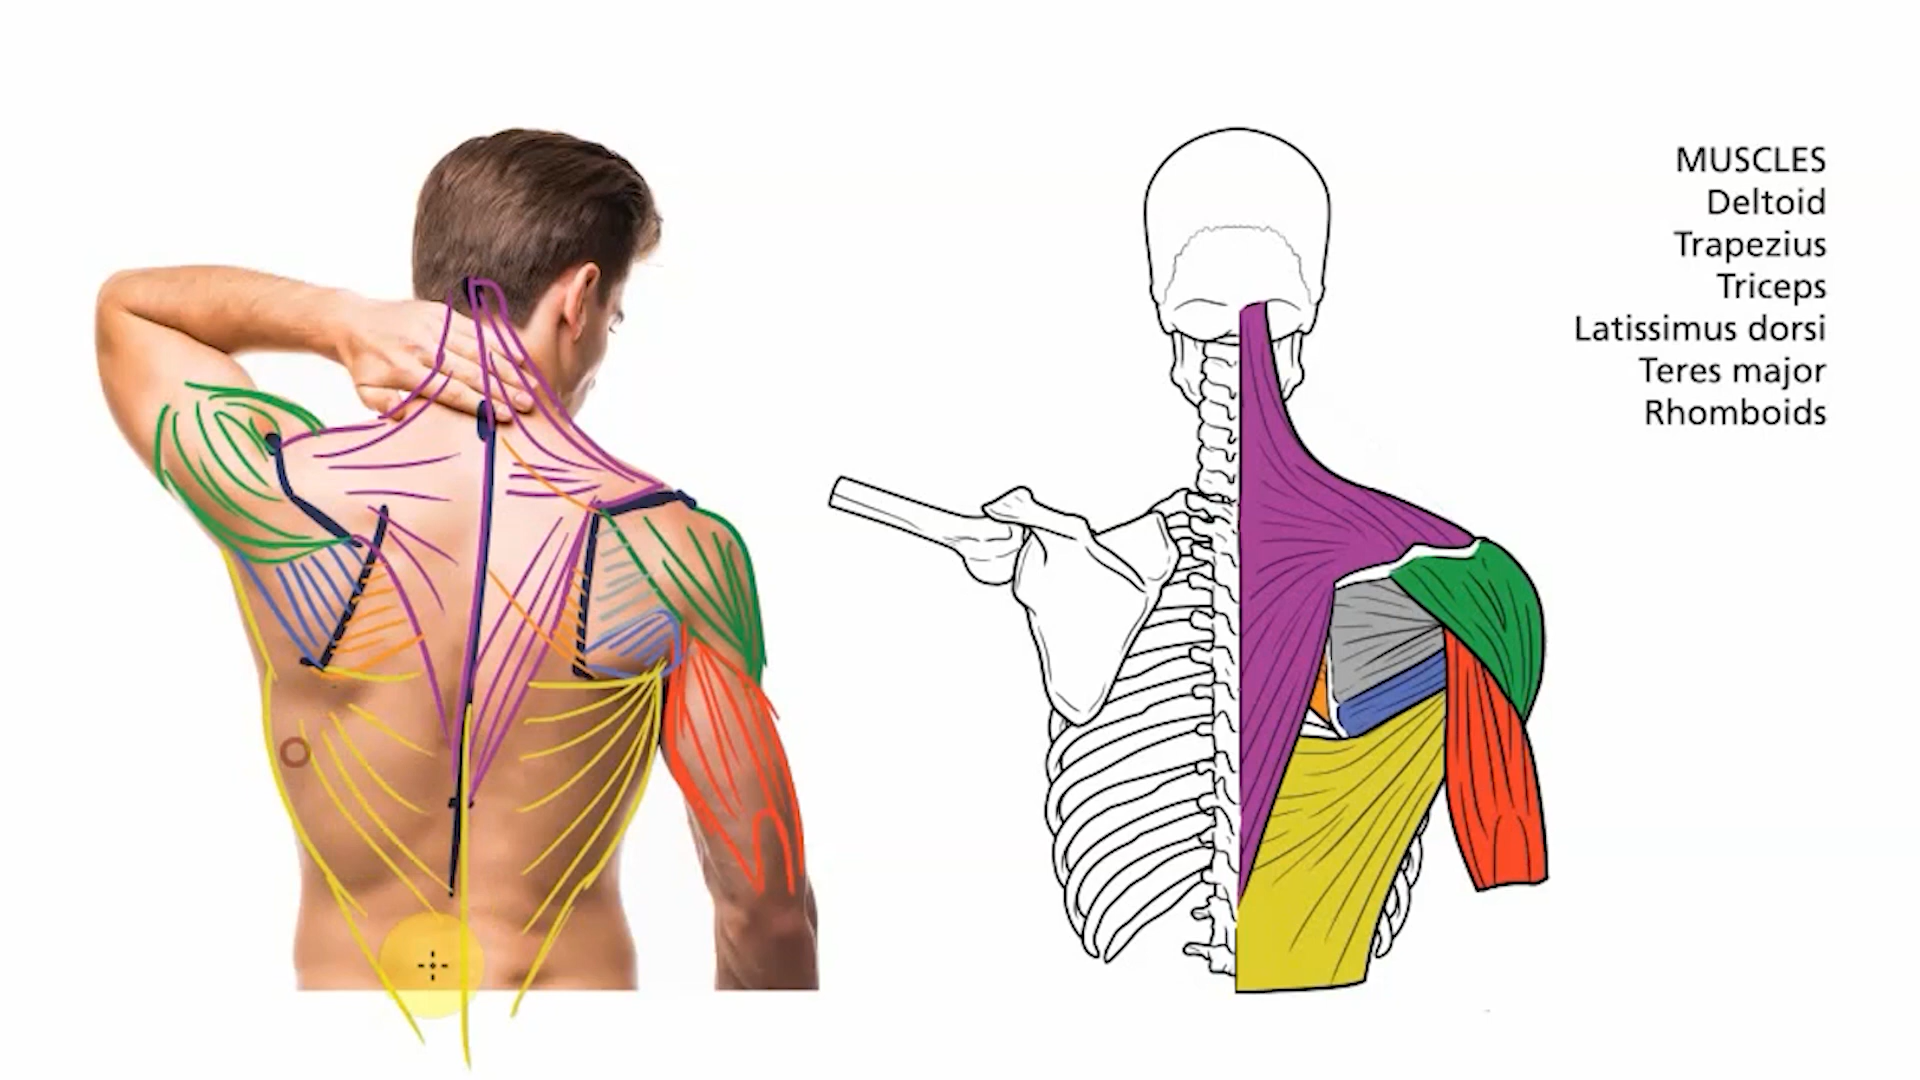 MUSCLES
Deltoid
Trapezius
Triceps
Latissimus dorsi
Teres major
Rhomboids